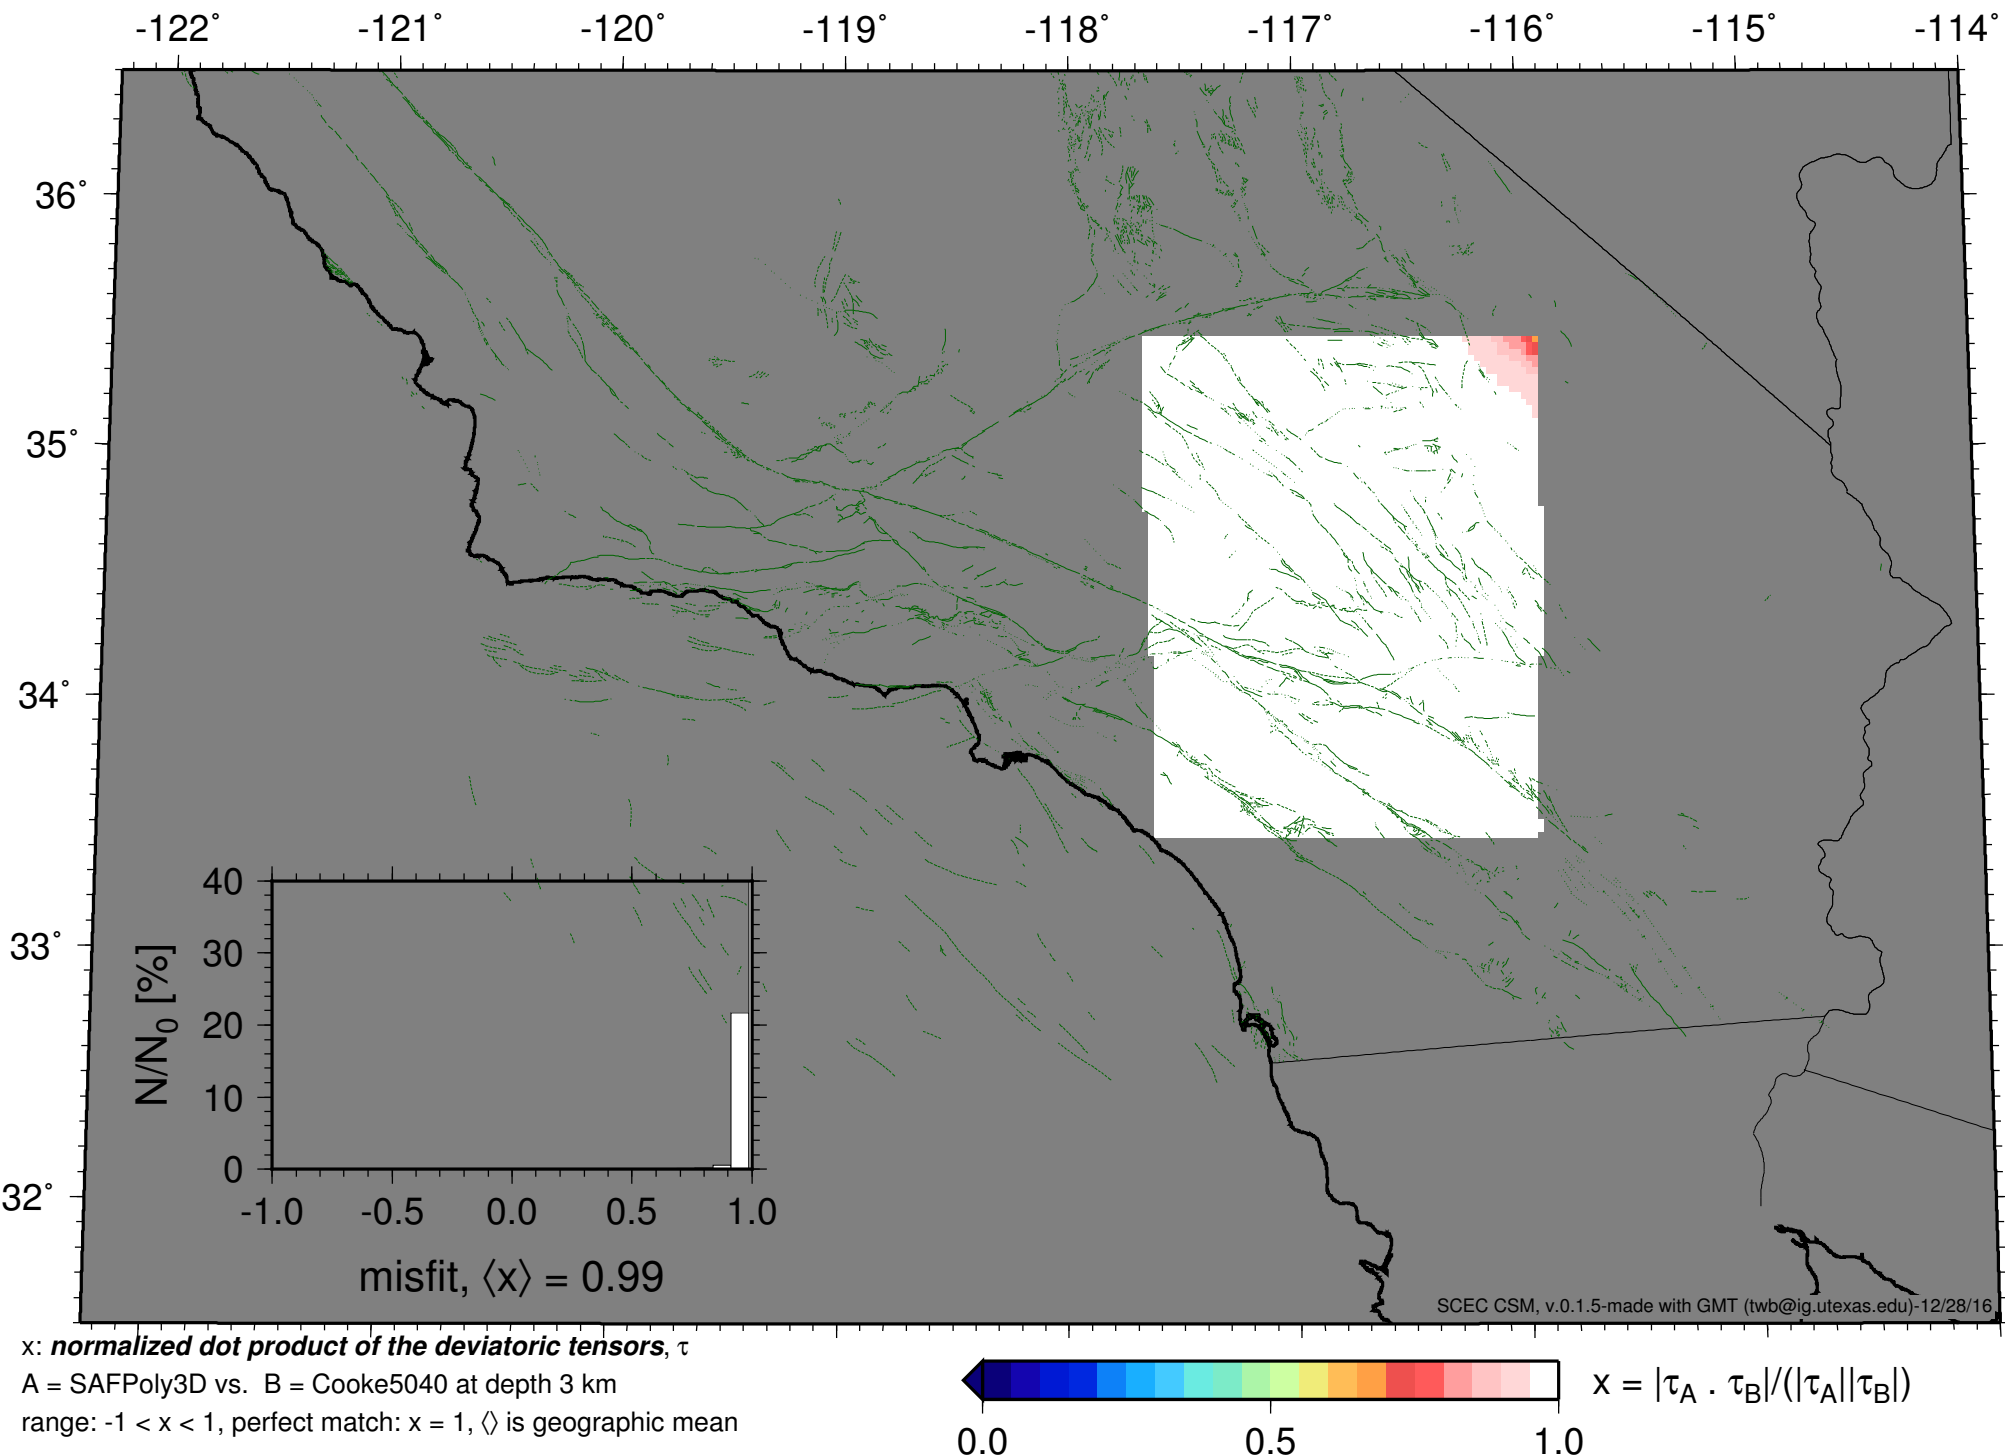 -122° -121° -120° -119° -118° -117° -116° -115° -114°
36°
35°
34°
33°
32°
40
30
20
10
0
N/N0 [%]
-1.0 -0.5 0.0 0.5 1.0
misfit, ⟨x⟩ = 0.99
SCEC CSM, v.0.1.5-made with GMT (twb@ig.utexas.edu)-12/28/16
x: normalized dot product of the deviatoric tensors, τ
A = SAFPoly3D vs. B = Cooke5040 at depth 3 km
range: -1 < x < 1, perfect match: x = 1, ⟨⟩ is geographic mean
x = |τA . τB|/(|τA||τB|)
0.0 0.5 1.0